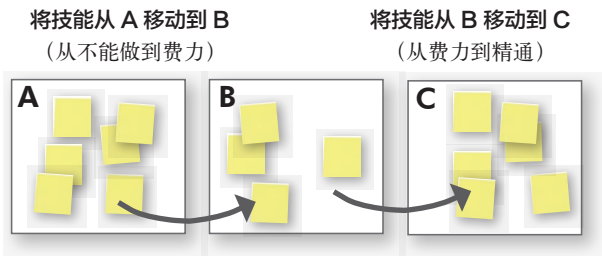 将技能从 A 移动到 B
（从不能做到费力）
将技能从 B 移动到 C
（从费力到精通）
A
B
C